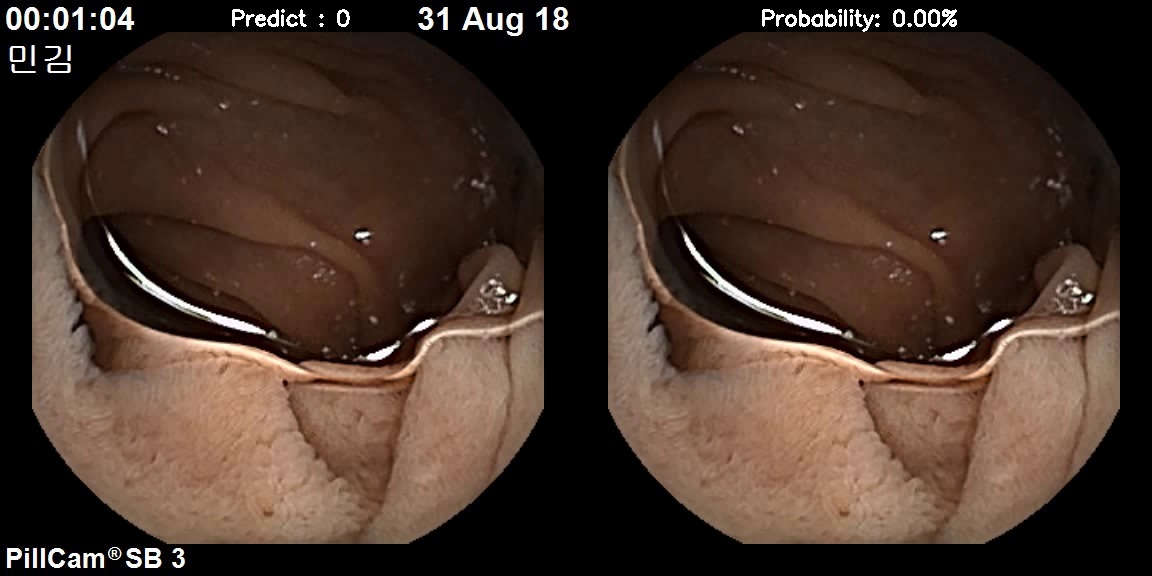 00:01:04
Predict : 0
31 Aug 18
Probability: 0.00%
민김
PillCam® SB 3